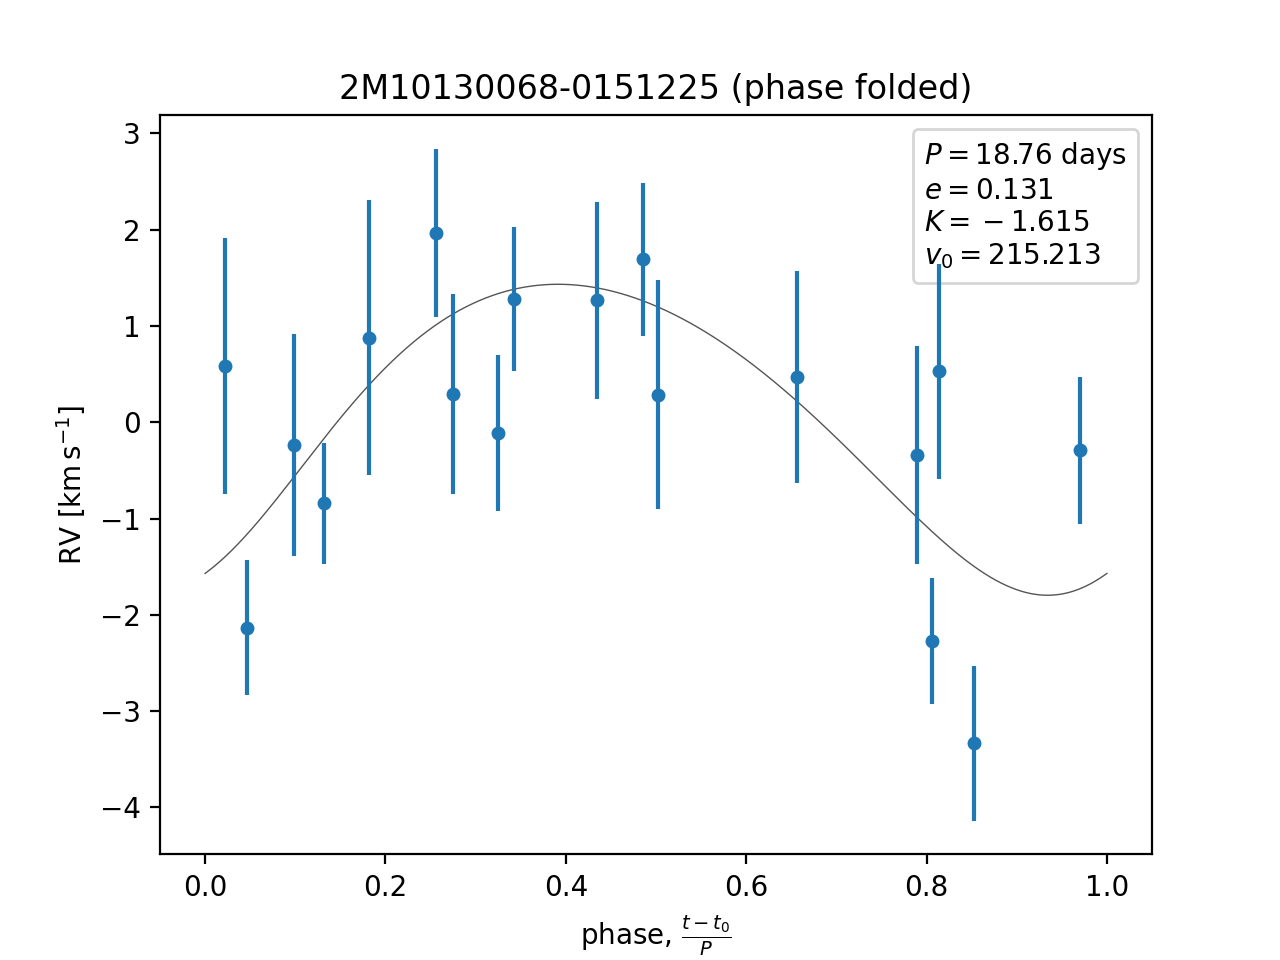 2M10130068-0151225 (phase folded)
P = 18.76 days
e = 0.131
K = −1.615
v₀ = 215.213
3
2
1
0
−1
−2
−3
−4
RV [km s⁻¹]
0.0 0.2 0.4 0.6 0.8 1.0
phase, (t − t₀)/P